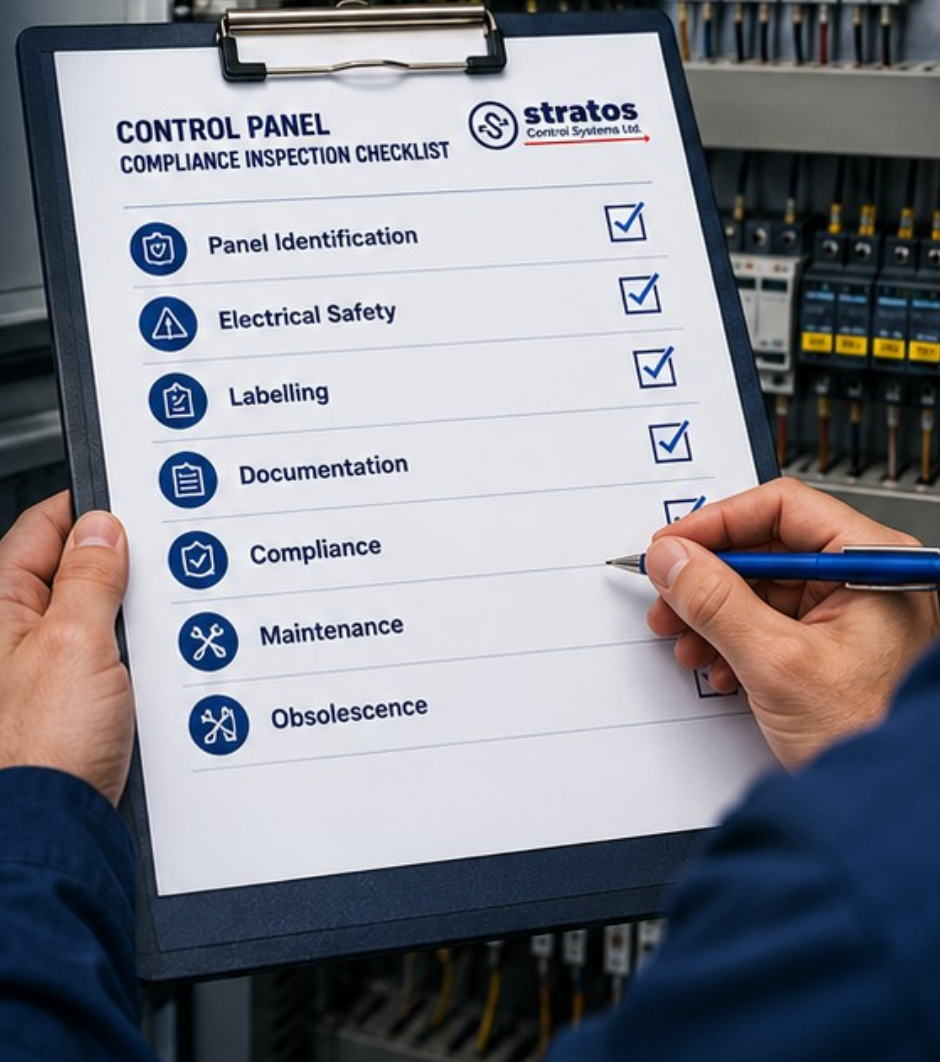 CONTROL PANEL
COMPLIANCE INSPECTION CHECKLIST
stratos
Control Systems Ltd.
Panel Identification
Electrical Safety
Labelling
Documentation
Compliance
Maintenance
Obsolescence